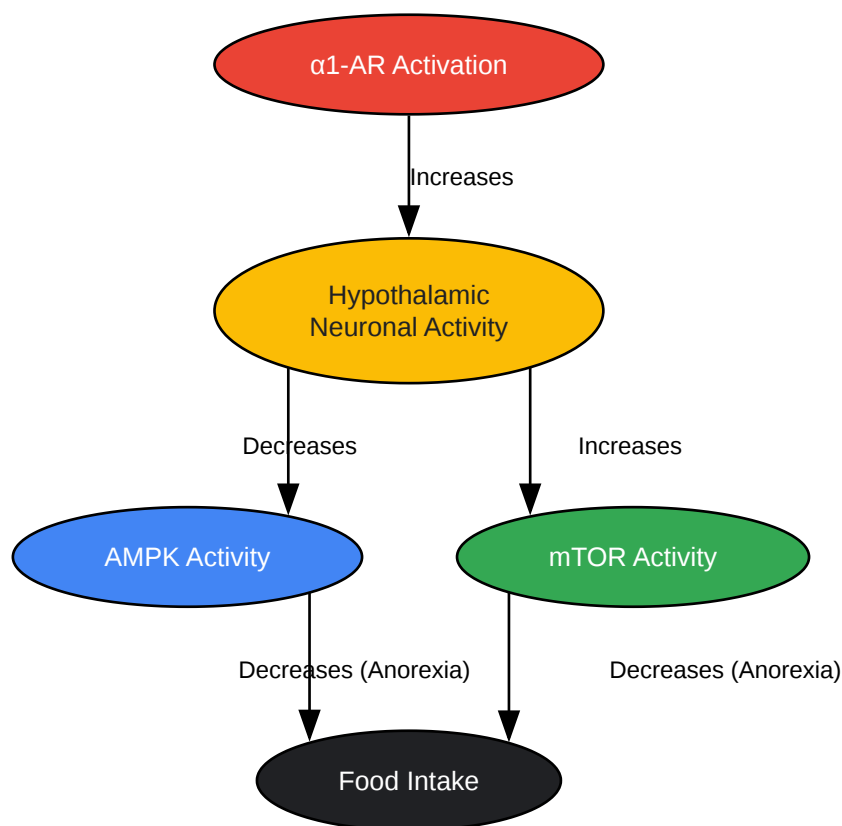 α1-AR Activation
Increases
Hypothalamic
Neuronal Activity
Decreases
Increases
AMPK Activity
mTOR Activity
Decreases (Anorexia)
Decreases (Anorexia)
Food Intake